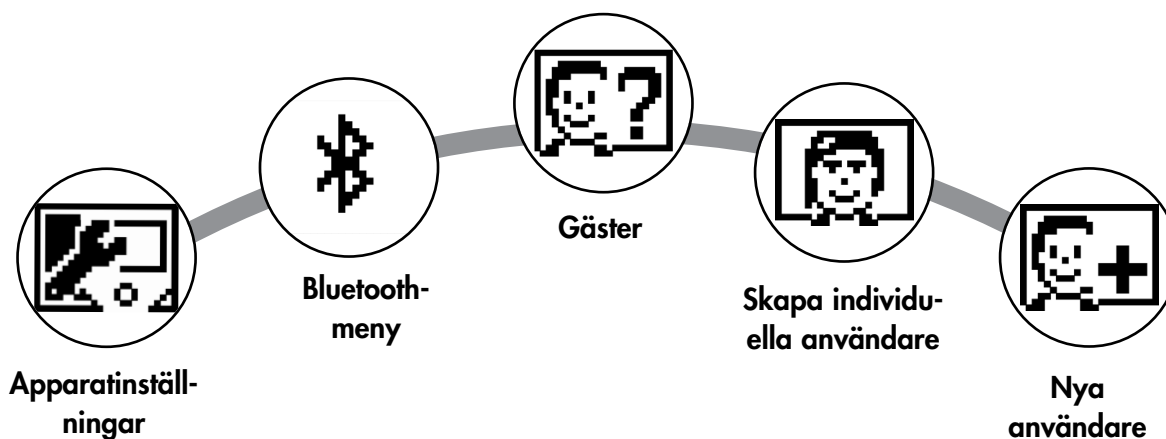 Apparatinställ-
ningar
Bluetooth-
meny
Gäster
Skapa individu-
ella användare
Nya
användare